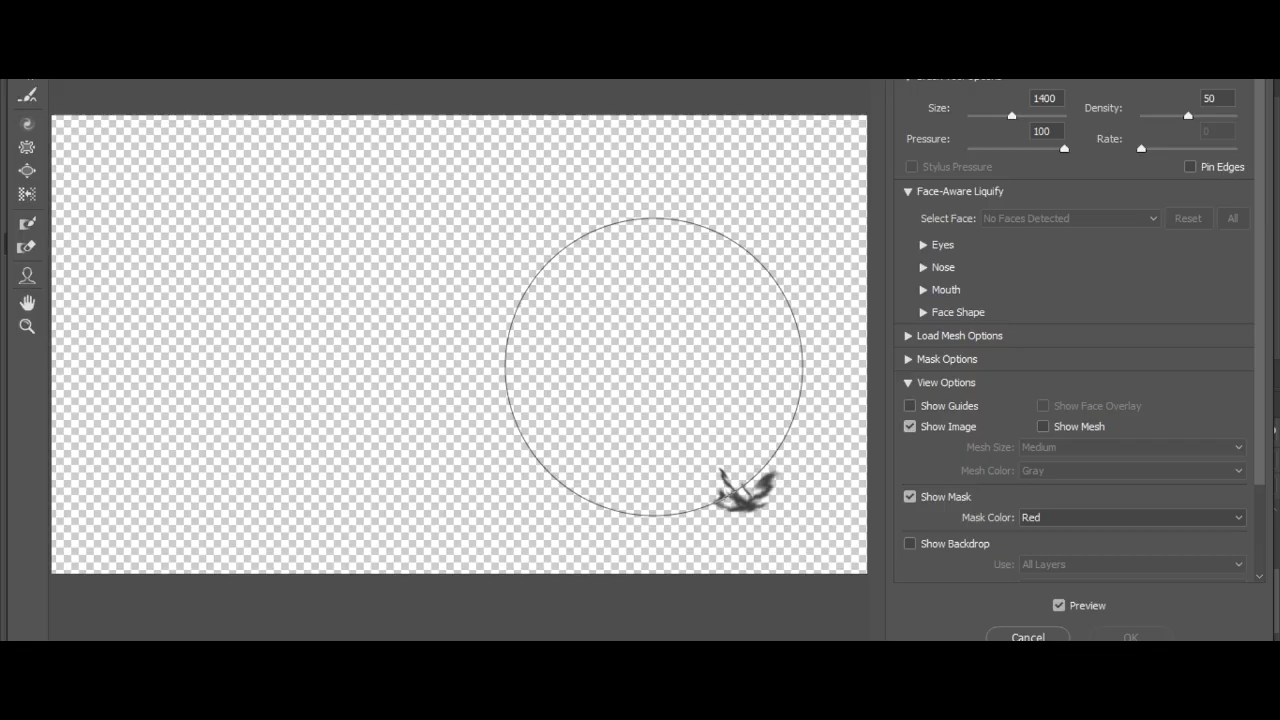 Size: 1400 Density: 50
Pressure: 100 Rate: 0
Stylus Pressure Pin Edges
Face-Aware Liquify
Select Face: No Faces Detected Reset All
Eyes
Nose
Mouth
Face Shape
Load Mesh Options
Mask Options
View Options
Show Guides Show Face Overlay
Show Image Show Mesh
Mesh Size: Medium
Mesh Color: Gray
Show Mask
Mask Color: Red
Show Backdrop
Use: All Layers
Preview
Cancel OK